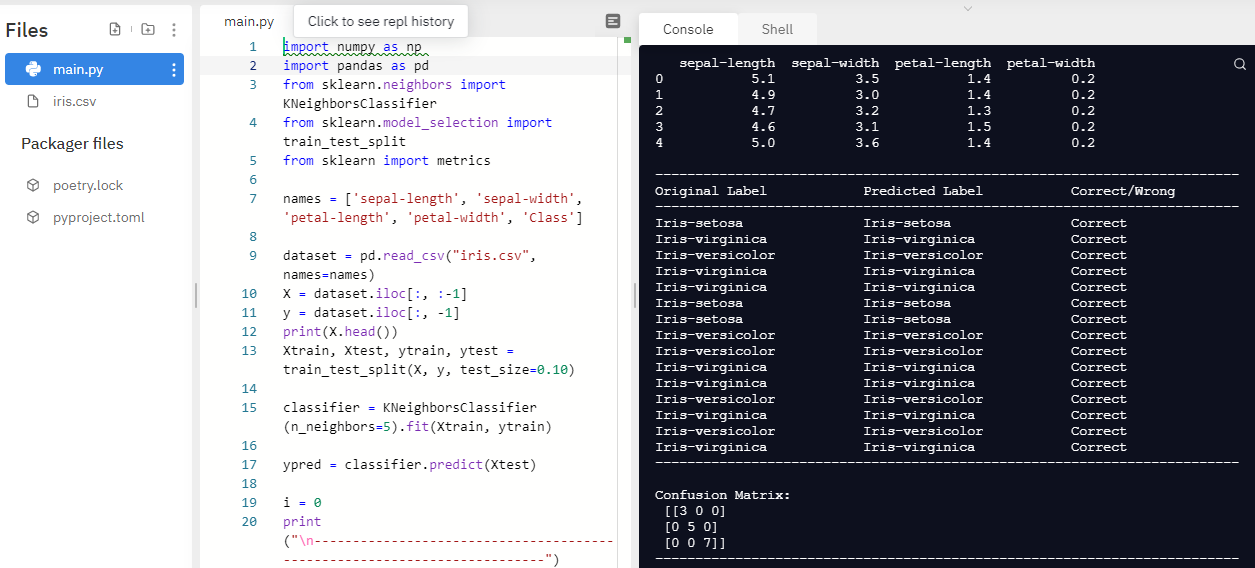 Files
main.py
iris.csv
Packager files
poetry.lock
pyproject.toml
main.py
Click to see repl history
1 import numpy as np
2 import pandas as pd
3 from sklearn.neighbors import
KNeighborsClassifier
4 from sklearn.model_selection import
train_test_split
5 from sklearn import metrics
6
7 names = ['sepal-length', 'sepal-width',
'petal-length', 'petal-width', 'Class']
8
9 dataset = pd.read_csv("iris.csv",
names=names)
10 X = dataset.iloc[:, :-1]
11 y = dataset.iloc[:, -1]
12 print(X.head())
13 Xtrain, Xtest, ytrain, ytest =
train_test_split(X, y, test_size=0.10)
14
15 classifier = KNeighborsClassifier
(n_neighbors=5).fit(Xtrain, ytrain)
16
17 ypred = classifier.predict(Xtest)
18
19 i = 0
20 print
("\n--------------------------------------
---------------------------------")
Console Shell
sepal-length sepal-width petal-length petal-width
0 5.1 3.5 1.4 0.2
1 4.9 3.0 1.4 0.2
2 4.7 3.2 1.3 0.2
3 4.6 3.1 1.5 0.2
4 5.0 3.6 1.4 0.2
-------------------------------------------------------------------------
Original Label Predicted Label Correct/Wrong
-------------------------------------------------------------------------
Iris-setosa Iris-setosa Correct
Iris-virginica Iris-virginica Correct
Iris-versicolor Iris-versicolor Correct
Iris-virginica Iris-virginica Correct
Iris-virginica Iris-virginica Correct
Iris-setosa Iris-setosa Correct
Iris-setosa Iris-setosa Correct
Iris-versicolor Iris-versicolor Correct
Iris-versicolor Iris-versicolor Correct
Iris-virginica Iris-virginica Correct
Iris-virginica Iris-virginica Correct
Iris-versicolor Iris-versicolor Correct
Iris-virginica Iris-virginica Correct
Iris-versicolor Iris-versicolor Correct
Iris-virginica Iris-virginica Correct
-------------------------------------------------------------------------
Confusion Matrix:
[[3 0 0]
[0 5 0]
[0 0 7]]
-------------------------------------------------------------------------